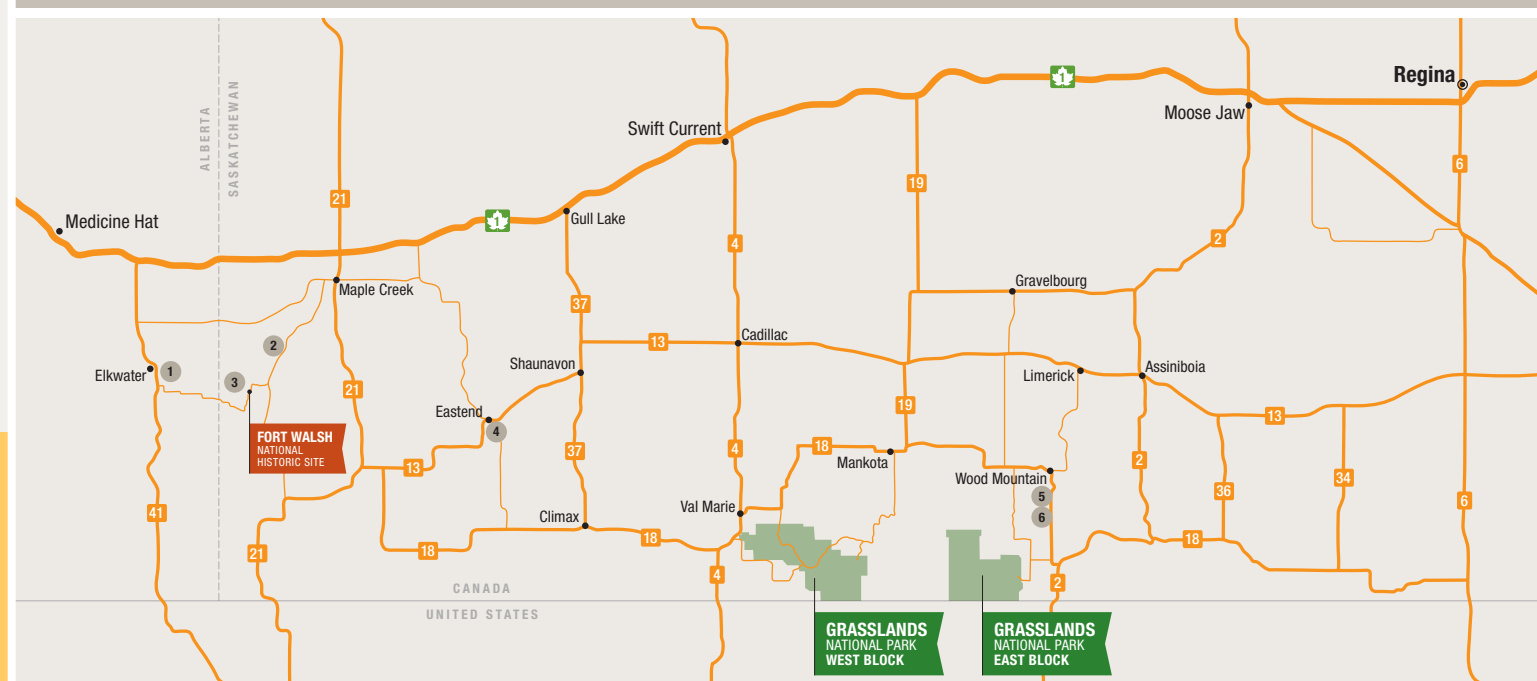 1
Regina
Moose Jaw
Swift Current
6
ALBERTA
SASKATCHEWAN
19
21
Medicine Hat
1
Gull Lake
4
2
Maple Creek
Gravelbourg
37
2
13
Cadillac
Elkwater
1
3
Shaunavon
Limerick
Assiniboia
21
19
Eastend
4
13
FORT WALSH
NATIONAL
HISTORIC SITE
37
4
18
Mankota
2
13
Wood Mountain
36
34
5
6
41
Climax
Val Marie
6
21
18
18
18
4
2
CANADA
UNITED STATES
GRASSLANDS
NATIONAL PARK
WEST BLOCK
GRASSLANDS
NATIONAL PARK
EAST BLOCK